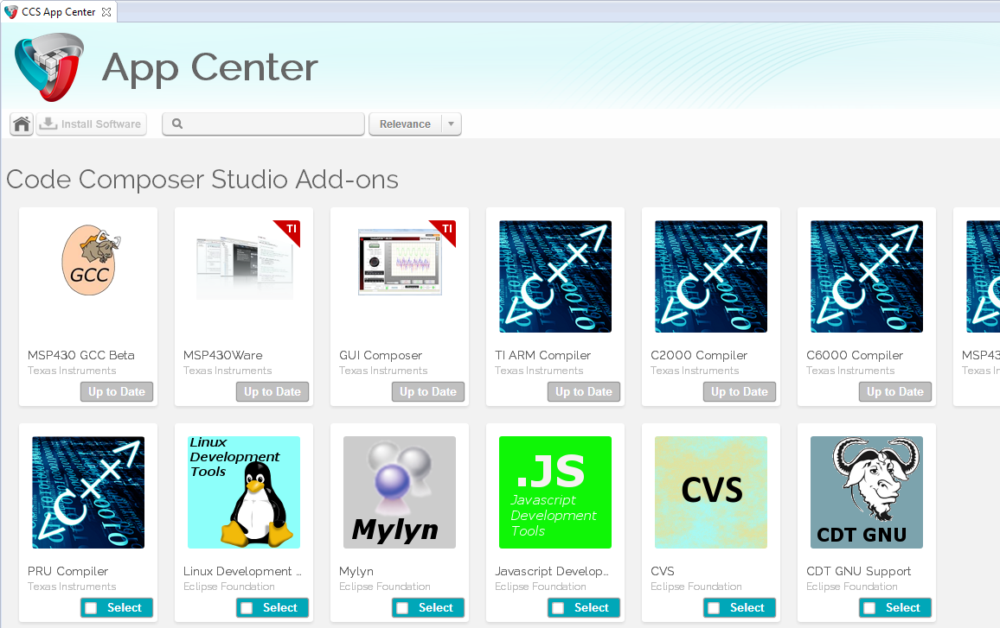 CCS App Center
App Center
Install Software
Relevance
Code Composer Studio Add-ons
GCC
TI
TI
C++
C++
C++
MSP430 GCC Beta
MSP430Ware
GUI Composer
TI ARM Compiler
C2000 Compiler
C6000 Compiler
MSP43
Texas Instruments
Texas Instruments
Texas Instruments
Texas Instruments
Texas Instruments
Texas Instruments
Texas In
Up to Date
Up to Date
Up to Date
Up to Date
Up to Date
Up to Date
C++
Linux
Development
Tools
Mylyn
.JS
Javascript
Development
Tools
CVS
CDT GNU
PRU Compiler
Linux Development ...
Mylyn
Javascript Develop...
CVS
CDT GNU Support
Texas Instruments
Eclipse Foundation
Eclipse Foundation
Eclipse Foundation
Eclipse Foundation
Eclipse Foundation
Select
Select
Select
Select
Select
Select